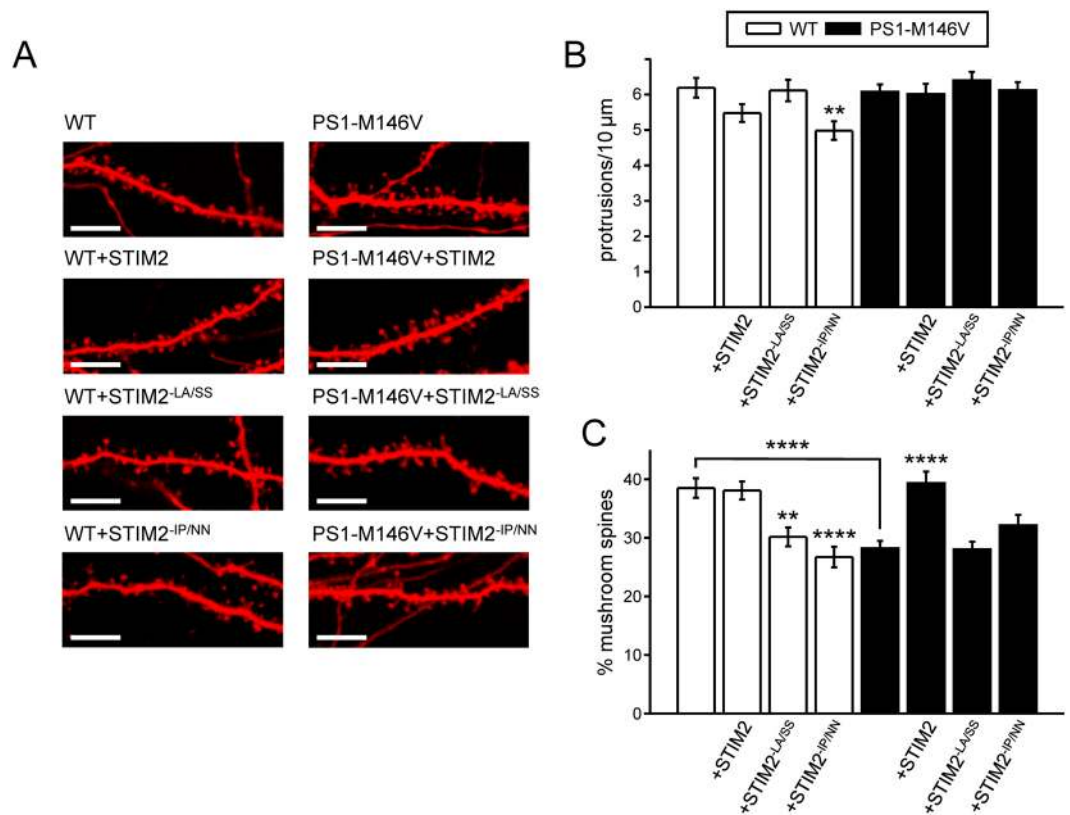 A
WT
PS1-M146V
WT+STIM2
PS1-M146V+STIM2
WT+STIM2-LA/SS
PS1-M146V+STIM2-LA/SS
WT+STIM2-IP/NN
PS1-M146V+STIM2-IP/NN
WT PS1-M146V
B
protrusions/10 µm
6
5
4
3
2
1
0
**
+STIM2
+STIM2-LA/SS
+STIM2-IP/NN
+STIM2
+STIM2-LA/SS
+STIM2-IP/NN
C
% mushroom spines
40
30
20
10
0
****
**
****
****
+STIM2
+STIM2-LA/SS
+STIM2-IP/NN
+STIM2
+STIM2-LA/SS
+STIM2-IP/NN